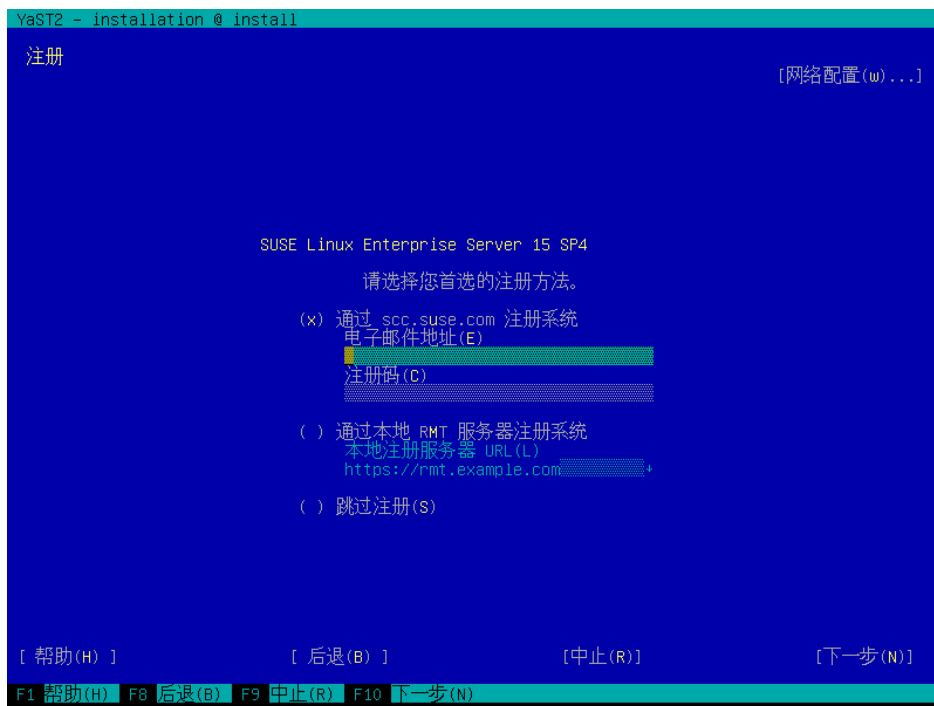 YaST2 - installation @ install
注册
[网络配置(w)...]
SUSE Linux Enterprise Server 15 SP4
请选择您首选的注册方法。
(x) 通过 scc.suse.com 注册系统
电子邮件地址(E)
注册码(C)
( ) 通过本地 RMT 服务器注册系统
本地注册服务器 URL(L)
https://rmt.example.com
( ) 跳过注册(S)
[ 帮助(H) ] [ 后退(B) ] [中止(R)] [下一步(N)]
F1 帮助(H) F8 后退(B) F9 中止(R) F10 下一步(N)